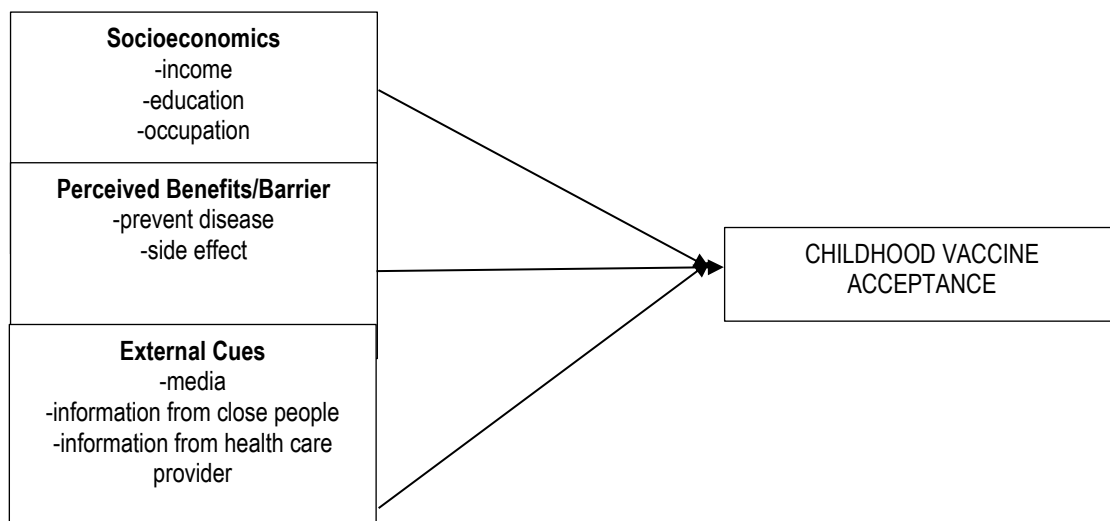 Socioeconomics
-income
-education
-occupation
Perceived Benefits/Barrier
-prevent disease
-side effect
External Cues
-media
-information from close people
-information from health care
provider
CHILDHOOD VACCINE
ACCEPTANCE